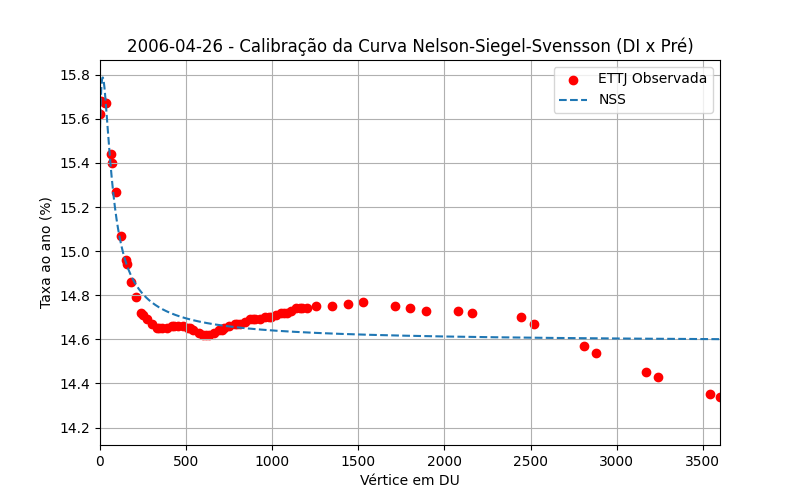 2006-04-26 - Calibração da Curva Nelson-Siegel-Svensson (DI x Pré)
ETTJ Observada
NSS
Taxa ao ano (%)
15.8
15.6
15.4
15.2
15.0
14.8
14.6
14.4
14.2
0 500 1000 1500 2000 2500 3000 3500
Vértice em DU